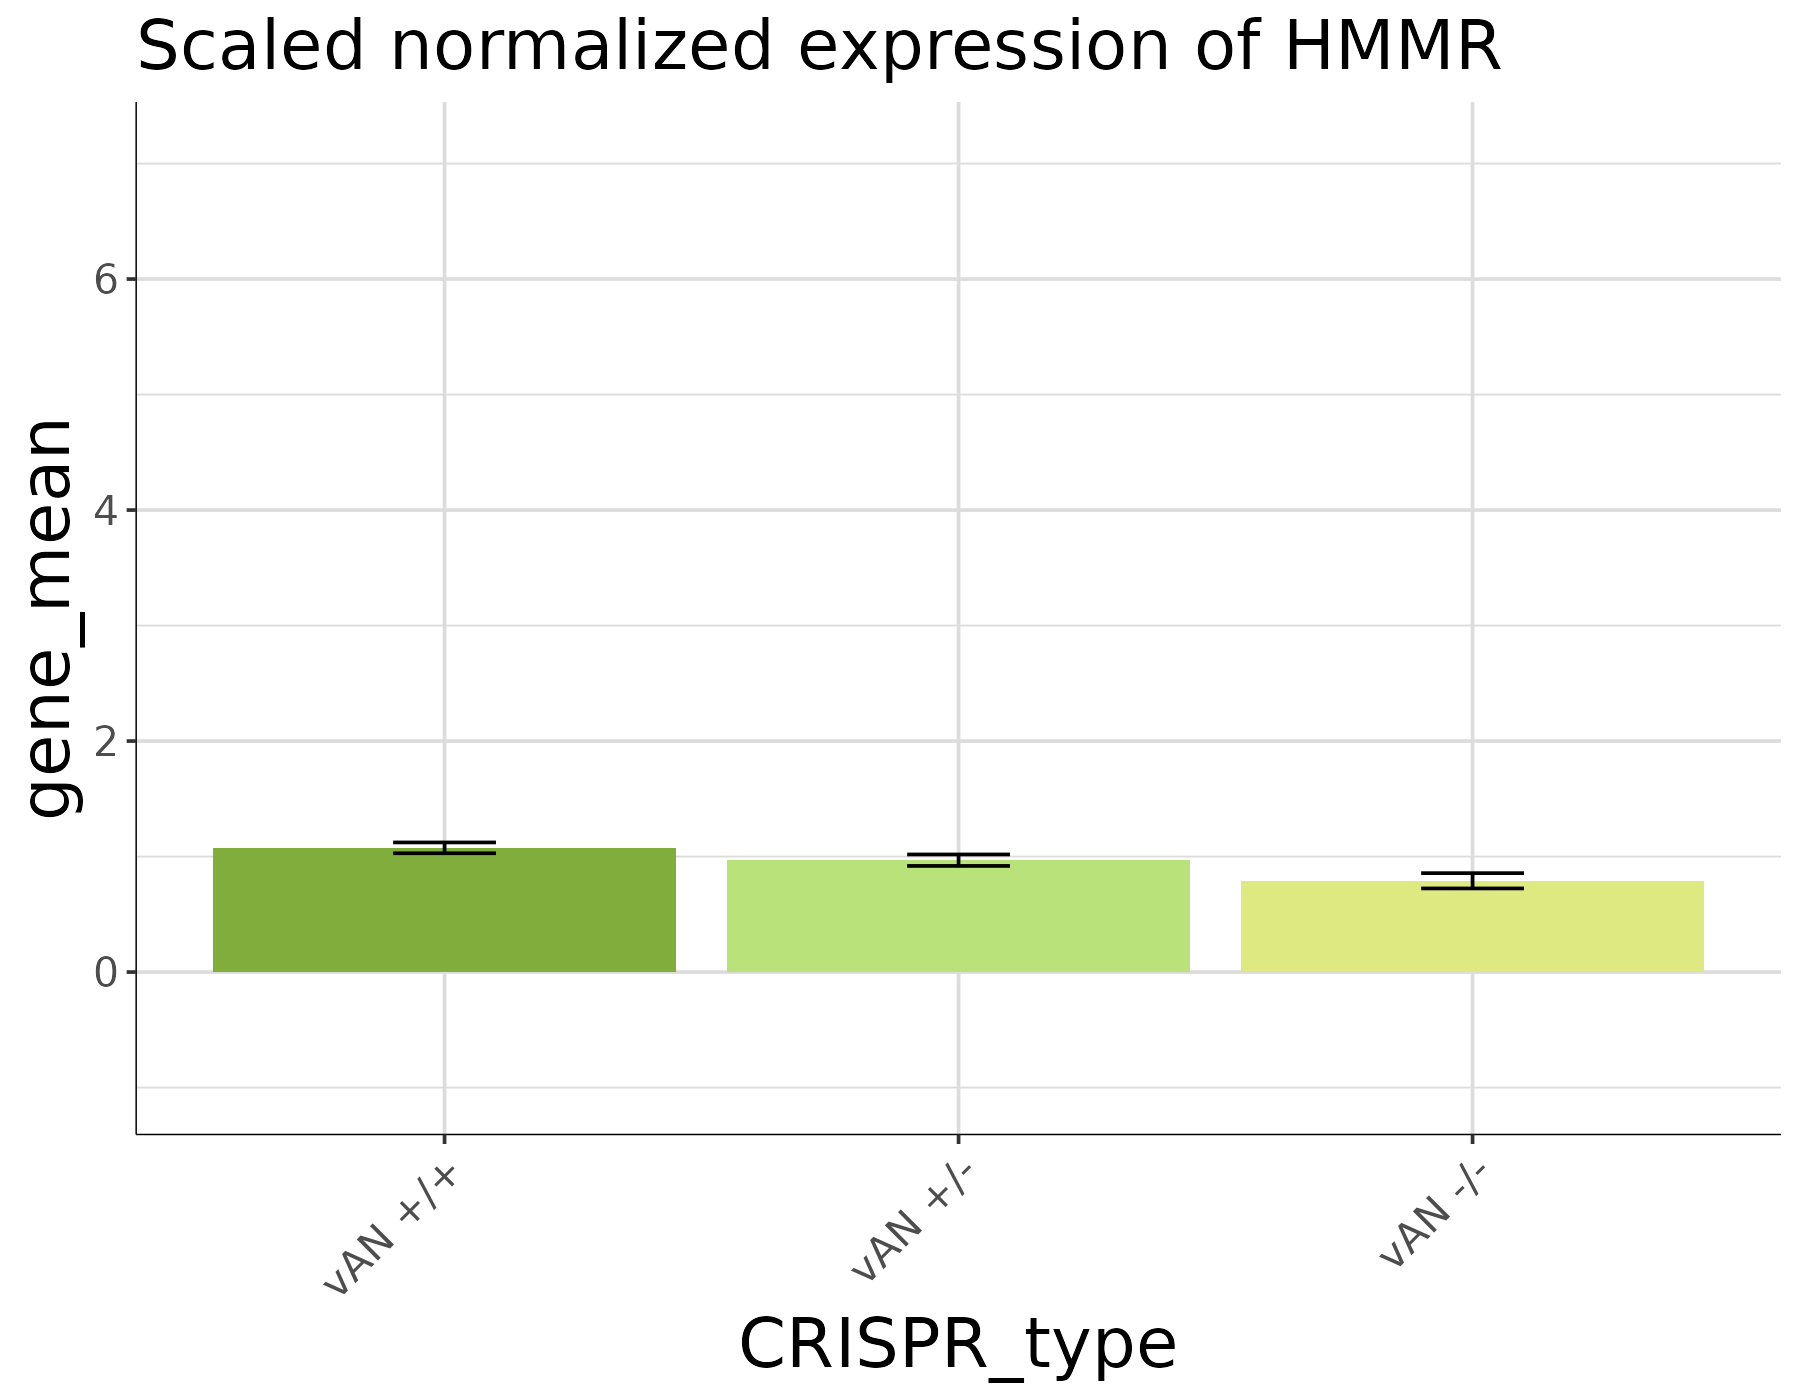 Scaled normalized expression of HMMR
gene_mean
6
4
2
0
vAN +/+
vAN +/-
vAN -/-
CRISPR_type